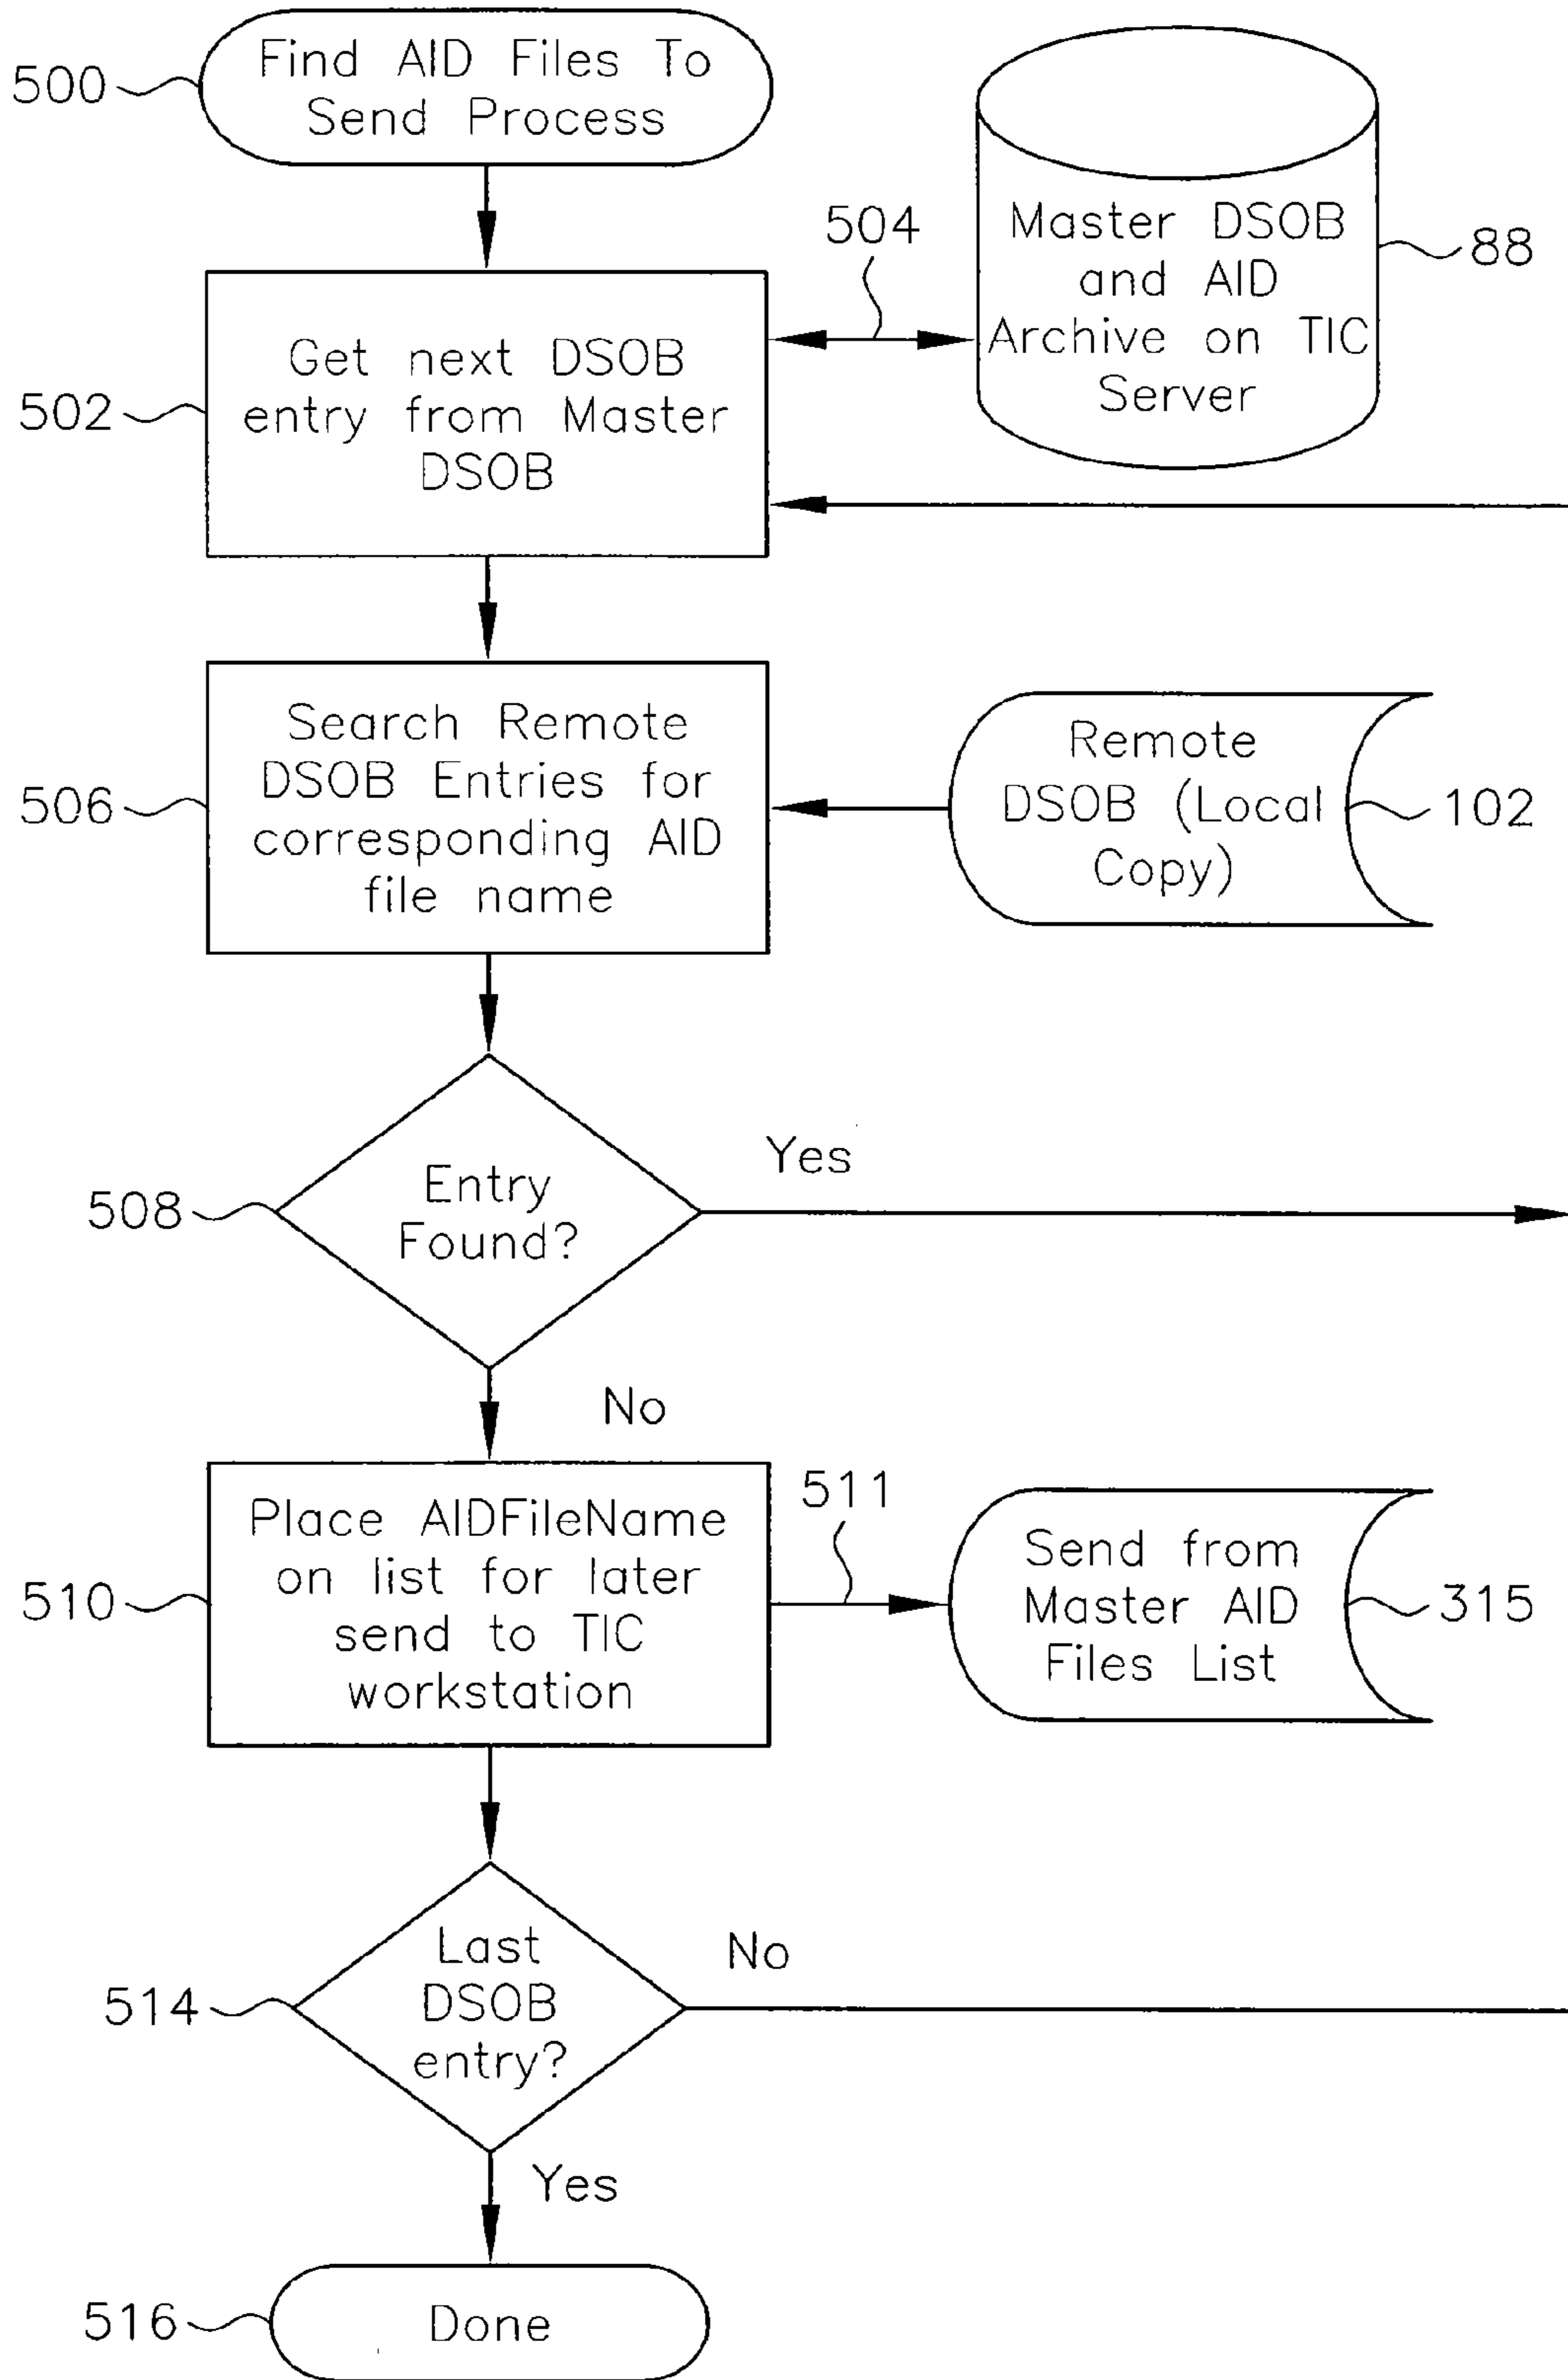 500
Find AID Files To
Send Process
504
Master DSOB
and AID
Archive on TIC
Server
88
502
Get next DSOB
entry from Master
DSOB
506
Search Remote
DSOB Entries for
corresponding AID
file name
Remote
DSOB (Local
Copy)
102
508
Entry
Found?
Yes
No
510
Place AIDFileName
on list for later
send to TIC
workstation
511
Send from
Master AID
Files List
315
514
Last
DSOB
entry?
No
Yes
516
Done